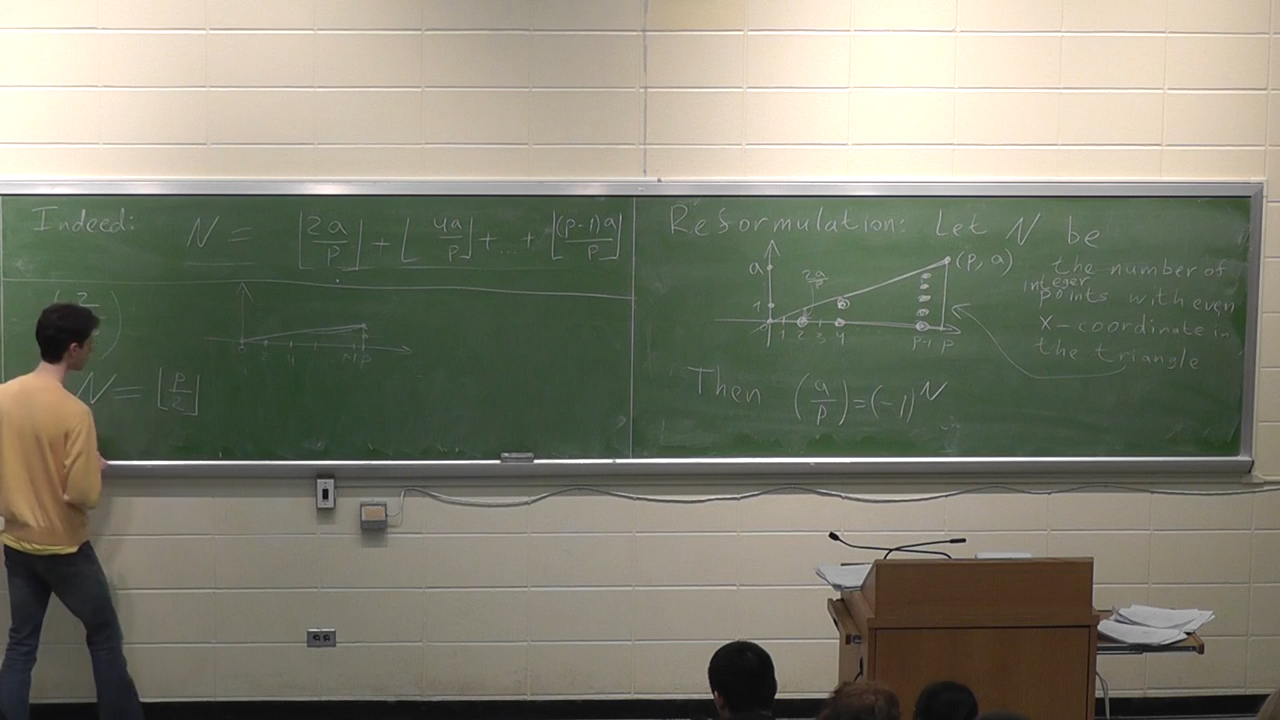 Indeed: N = ⌊2a/p⌋ + ⌊4a/p⌋ + ... + ⌊(p-1)a/p⌋
N = ⌊p/2⌋
Reformulation: Let N be
the number of
integer
points with even
x-coordinate in
the triangle
a
2a/p
(p, a)
1
1 2 3 4 p-1 p
Then (a/p) = (-1)^N